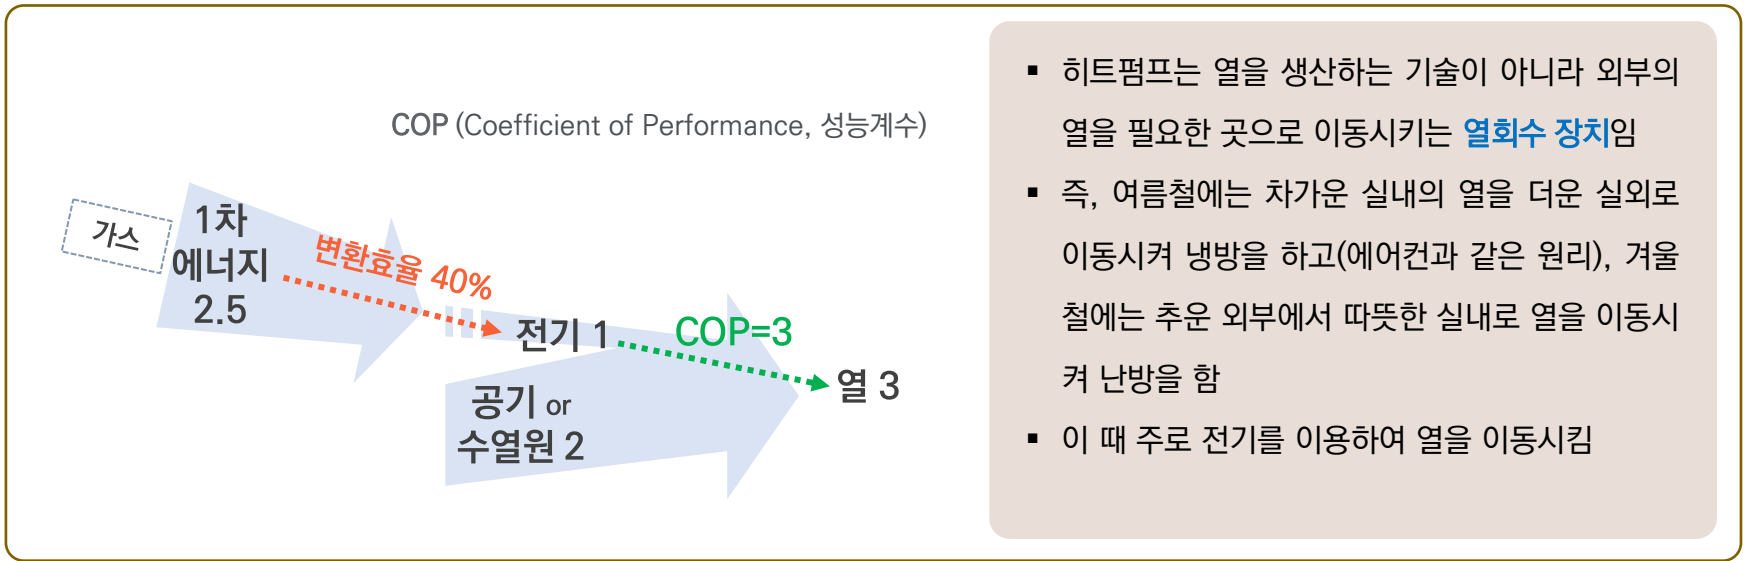 COP (Coefficient of Performance, 성능계수)
가스
1차
에너지
2.5
변환효율 40%
전기 1
COP=3
열 3
공기 or
수열원 2
▪ 히트펌프는 열을 생산하는 기술이 아니라 외부의
열을 필요한 곳으로 이동시키는 열회수 장치임
▪ 즉, 여름철에는 차가운 실내의 열을 더운 실외로
이동시켜 냉방을 하고(에어컨과 같은 원리), 겨울
철에는 추운 외부에서 따뜻한 실내로 열을 이동시
켜 난방을 함
▪ 이 때 주로 전기를 이용하여 열을 이동시킴